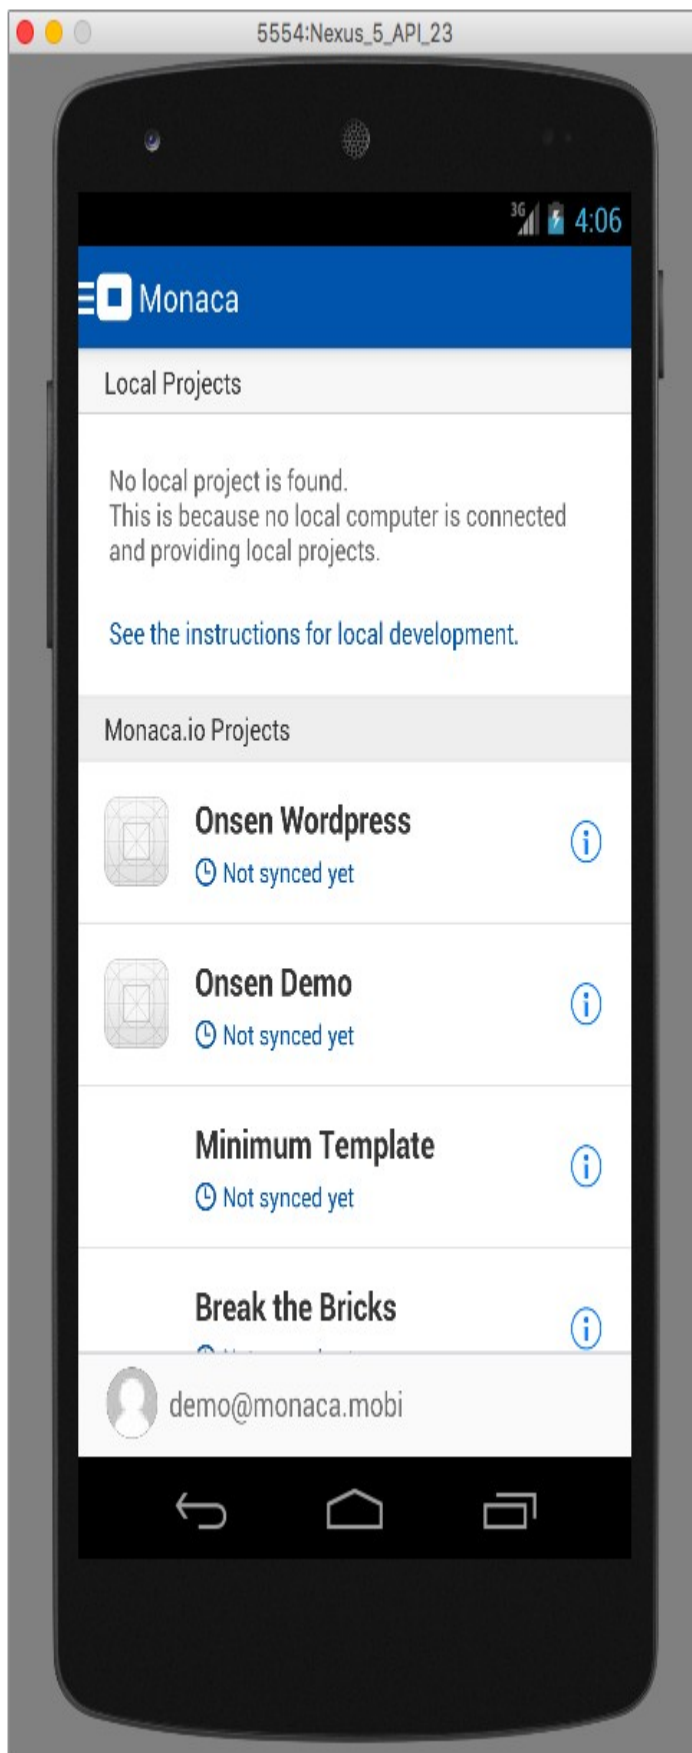 5554:Nexus_5_API_23
3G 4:06
Monaca
Local Projects
No local project is found.
This is because no local computer is connected
and providing local projects.
See the instructions for local development.
Monaca.io Projects
Onsen Wordpress
Not synced yet
Onsen Demo
Not synced yet
Minimum Template
Not synced yet
Break the Bricks
demo@monaca.mobi